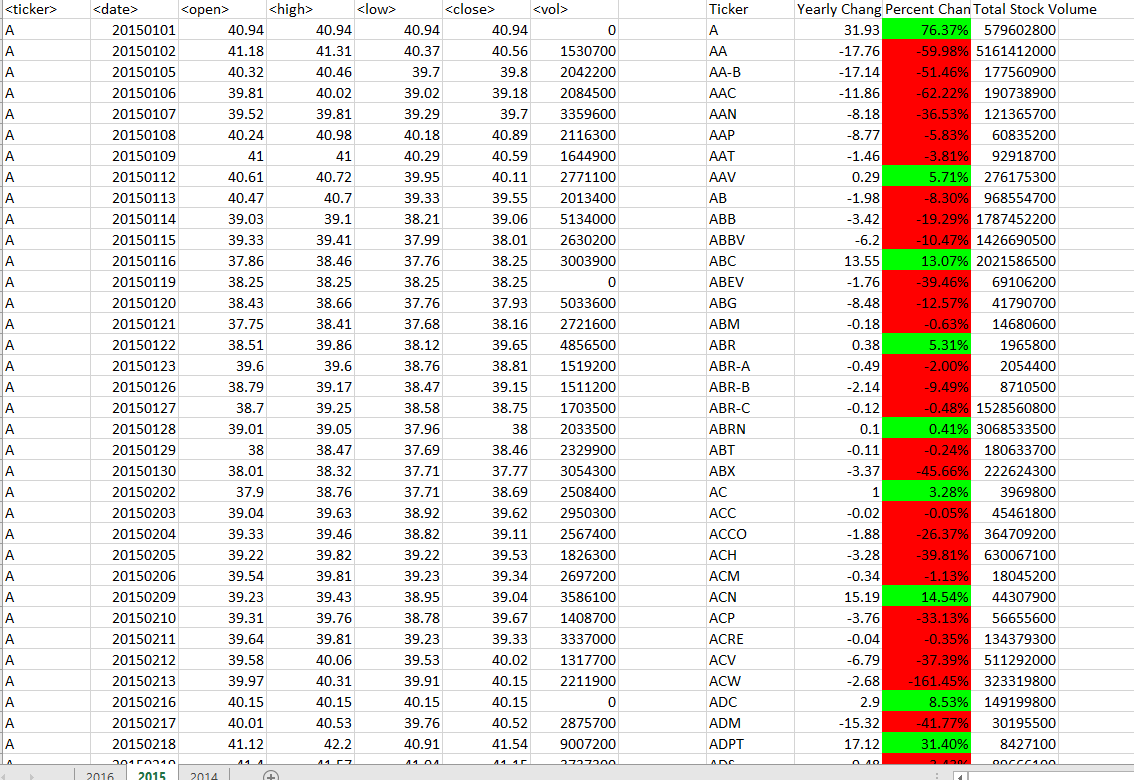 <ticker> <date> <open> <high> <low> <close> <vol> Ticker Yearly Chang Percent Chan Total Stock Volume
A 20150101 40.94 40.94 40.94 40.94 0 A 31.93 76.37% 579602800
A 20150102 41.18 41.31 40.37 40.56 1530700 AA -17.76 -59.98% 5161412000
A 20150105 40.32 40.46 39.7 39.8 2042200 AA-B -17.14 -51.46% 177560900
A 20150106 39.81 40.02 39.02 39.18 2084500 AAC -11.86 -62.22% 190738900
A 20150107 39.52 39.81 39.29 39.7 3359600 AAN -8.18 -36.53% 121365700
A 20150108 40.24 40.98 40.18 40.89 2116300 AAP -8.77 -5.83% 60835200
A 20150109 41 41 40.29 40.59 1644900 AAT -1.46 -3.81% 92918700
A 20150112 40.61 40.72 39.95 40.11 2771100 AAV 0.29 5.71% 276175300
A 20150113 40.47 40.7 39.33 39.55 2013400 AB -1.98 -8.30% 968554700
A 20150114 39.03 39.1 38.21 39.06 5134000 ABB -3.42 -19.29% 1787452200
A 20150115 39.33 39.41 37.99 38.01 2630200 ABBV -6.2 -10.47% 1426690500
A 20150116 37.86 38.46 37.76 38.25 3003900 ABC 13.55 13.07% 2021586500
A 20150119 38.25 38.25 38.25 38.25 0 ABEV -1.76 -39.46% 69106200
A 20150120 38.43 38.66 37.76 37.93 5033600 ABG -8.48 -12.57% 41790700
A 20150121 37.75 38.41 37.68 38.16 2721600 ABM -0.18 -0.63% 14680600
A 20150122 38.51 39.86 38.12 39.65 4856500 ABR 0.38 5.31% 1965800
A 20150123 39.6 39.6 38.76 38.81 1519200 ABR-A -0.49 -2.00% 2054400
A 20150126 38.79 39.17 38.47 39.15 1511200 ABR-B -2.14 -9.49% 8710500
A 20150127 38.7 39.25 38.58 38.75 1703500 ABR-C -0.12 -0.48% 1528560800
A 20150128 39.01 39.05 37.96 38 2033500 ABRN 0.1 0.41% 3068533500
A 20150129 38 38.47 37.69 38.46 2329900 ABT -0.11 -0.24% 180633700
A 20150130 38.01 38.32 37.71 37.77 3054300 ABX -3.37 -45.66% 222624300
A 20150202 37.9 38.76 37.71 38.69 2508400 AC 1 3.28% 3969800
A 20150203 39.04 39.63 38.92 39.62 2950300 ACC -0.02 -0.05% 45461800
A 20150204 39.33 39.46 38.82 39.11 2567400 ACCO -1.88 -26.37% 364709200
A 20150205 39.22 39.82 39.22 39.53 1826300 ACH -3.28 -39.81% 630067100
A 20150206 39.54 39.81 39.23 39.34 2697200 ACM -0.34 -1.13% 18045200
A 20150209 39.23 39.43 38.95 39.04 3586100 ACN 15.19 14.54% 44307900
A 20150210 39.31 39.76 38.78 39.67 1408700 ACP -3.76 -33.13% 56655600
A 20150211 39.64 39.81 39.23 39.33 3337000 ACRE -0.04 -0.35% 134379300
A 20150212 39.58 40.06 39.53 40.02 1317700 ACV -6.79 -37.39% 511292000
A 20150213 39.97 40.31 39.91 40.15 2211900 ACW -2.68 -161.45% 323319800
A 20150216 40.15 40.15 40.15 40.15 0 ADC 2.9 8.53% 149199800
A 20150217 40.01 40.53 39.76 40.52 2875700 ADM -15.32 -41.77% 30195500
A 20150218 41.12 42.2 40.91 41.54 9007200 ADPT 17.12 31.40% 8427100
2016 2015 2014